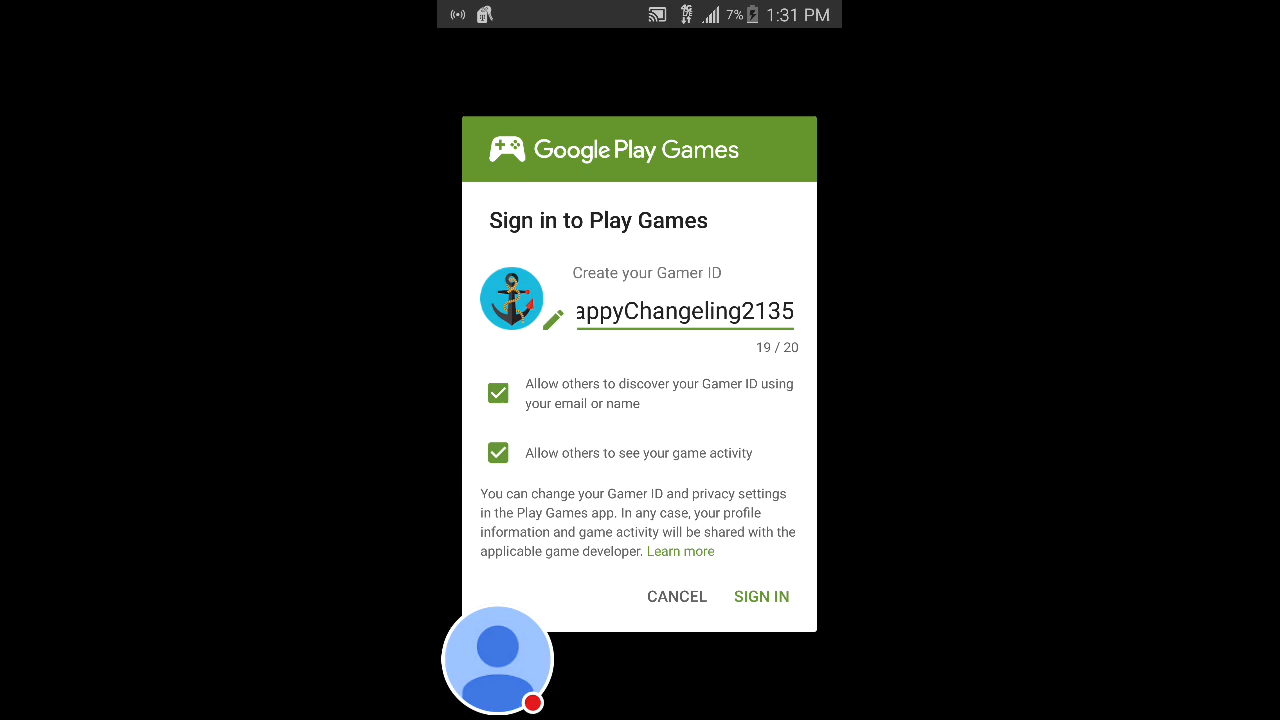 7% 1:31 PM
Google Play Games
Sign in to Play Games
Create your Gamer ID
appyChangeling2135
19 / 20
Allow others to discover your Gamer ID using
your email or name
Allow others to see your game activity
You can change your Gamer ID and privacy settings
in the Play Games app. In any case, your profile
information and game activity will be shared with the
applicable game developer. Learn more
CANCEL SIGN IN